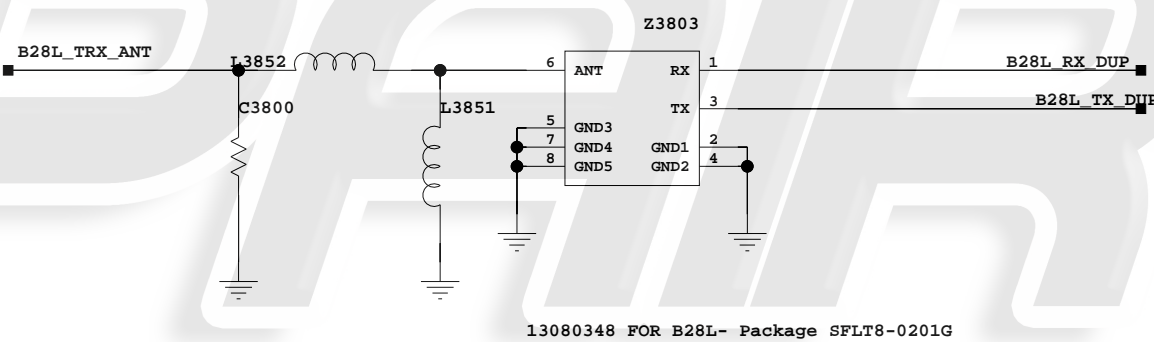 Z3803
B28L_TRX_ANT
L3852
6
ANT
RX
1
B28L_RX_DUP
C3800
L3851
TX
3
B28L_TX_DUP
5
GND3
7
GND4
GND1
2
8
GND5
GND2
4
13080348 FOR B28L- Package SFLT8-0201G
PAIR